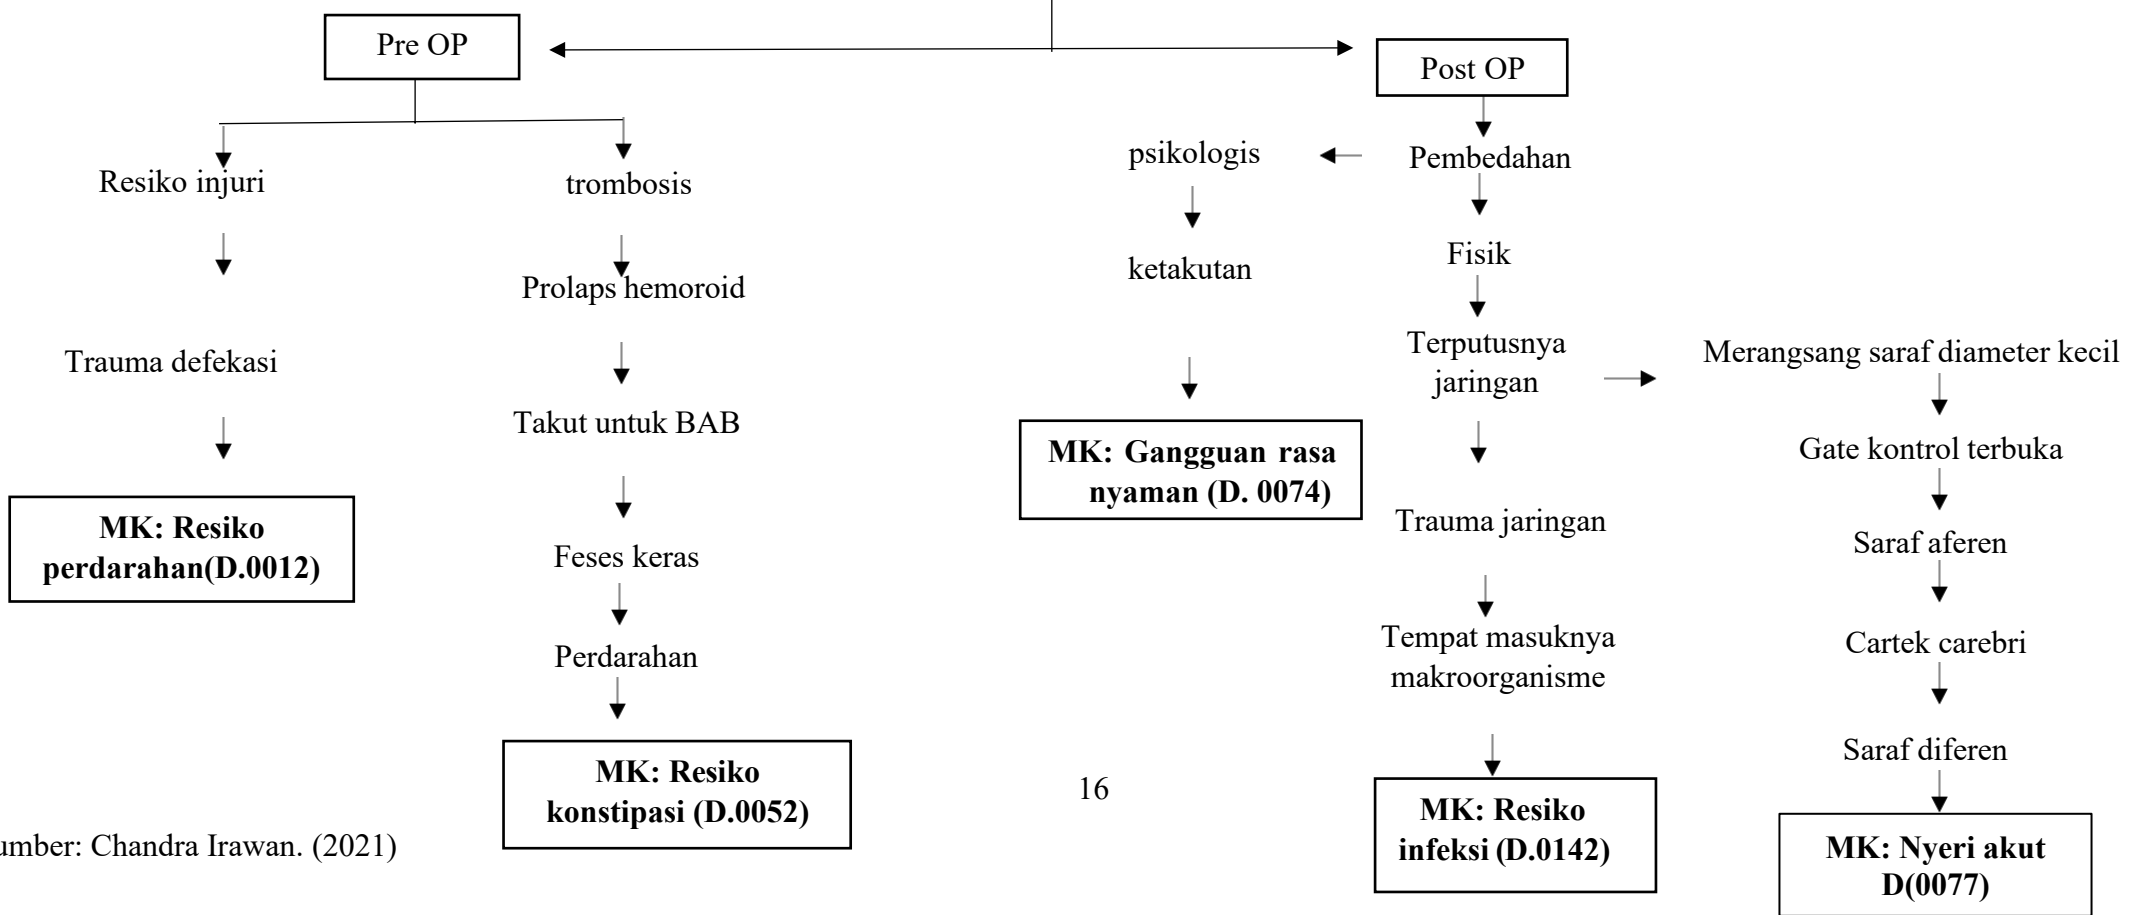 Pre OP
Post OP
Resiko injuri
trombosis
psikologis
Pembedahan
Prolaps hemoroid
ketakutan
Fisik
Trauma defekasi
Terputusnya
jaringan
Merangsang saraf diameter kecil
Takut untuk BAB
MK: Gangguan rasa
nyaman (D. 0074)
Gate kontrol terbuka
MK: Resiko
perdarahan(D.0012)
Trauma jaringan
Feses keras
Saraf aferen
Perdarahan
Tempat masuknya
makroorganisme
Cartek carebri
MK: Resiko
konstipasi (D.0052)
Saraf diferen
16
MK: Resiko
infeksi (D.0142)
MK: Nyeri akut
D(0077)
umber: Chandra Irawan. (2021)